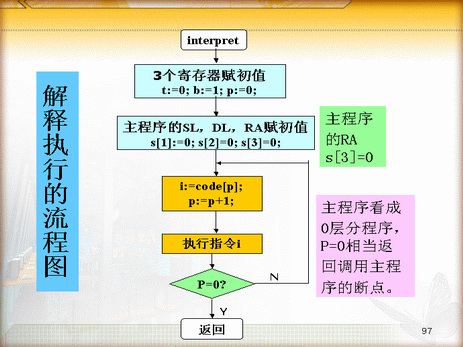 解释执行的流程图
interpret
3个寄存器赋初值
t:=0; b:=1; p:=0;
主程序的SL，DL，RA赋初值
s[1]:=0; s[2]=0; s[3]=0;
主程序
的RA
s[3]=0
i:=code[p];
p:=p+1;
执行指令i
P=0?
N
Y
返回
主程序看成
0层分程序，
P=0相当返
回调用主程
序的断点。
97